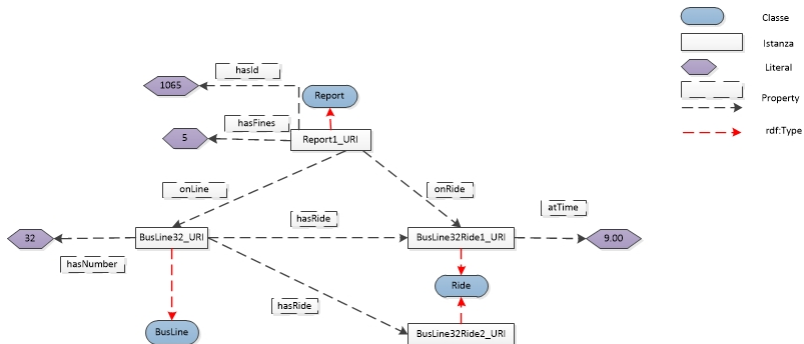 Classe
Istanza
Literal
Property
rdf:Type
hasId
1065
Report
hasFines
5
Report1_URI
onLine
onRide
atTime
hasRide
32
BusLine32_URI
BusLine32Ride1_URI
9.00
hasNumber
Ride
hasRide
BusLine
BusLine32Ride2_URI